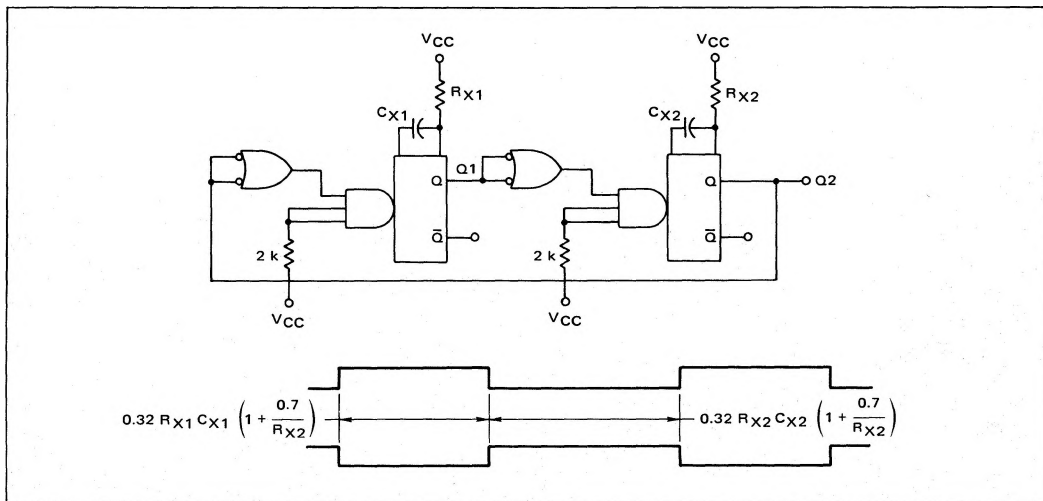 VCC
VCC
RX1
RX2
CX1
CX2
Q1
Q
Q
Q2
Q̅
Q̅
2 k
2 k
VCC
VCC
0.32 RX1 CX1 (1 + 0.7/RX2)
0.32 RX2 CX2 (1 + 0.7/RX2)